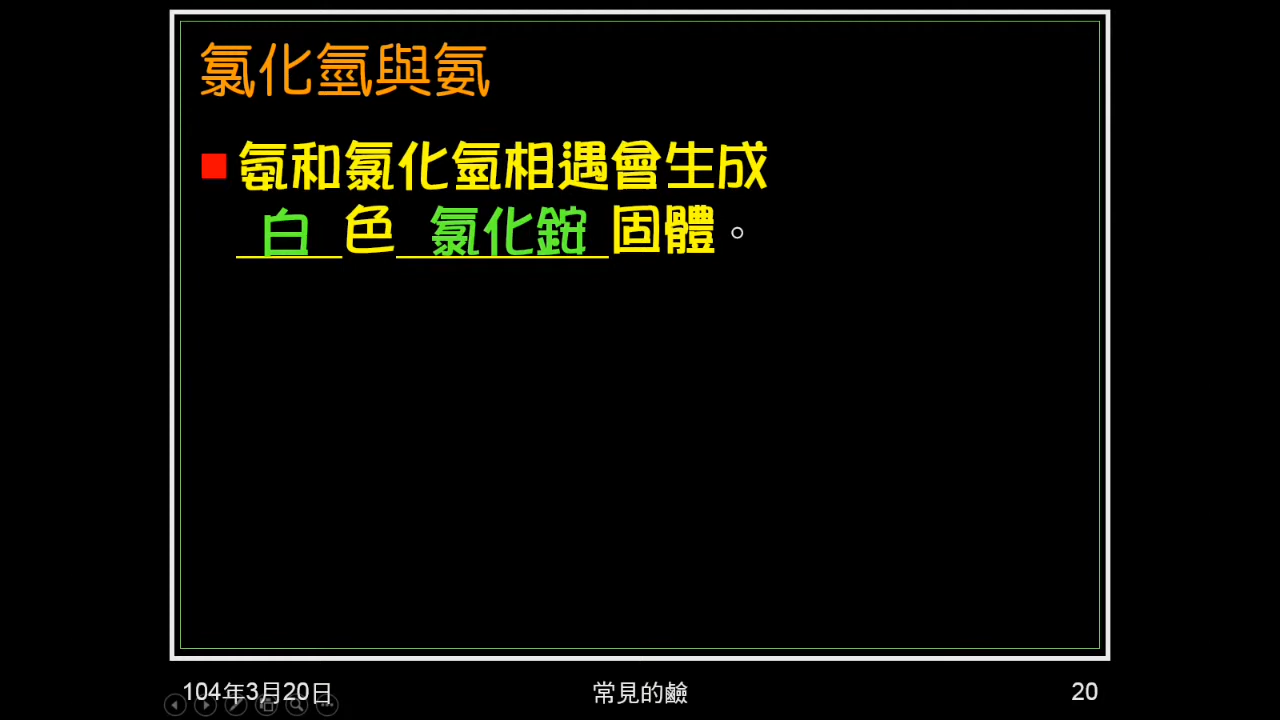 氯化氫與氨
氨和氯化氫相遇會生成
白 色 氯化銨 固體。
104年3月20日
常見的鹼
20